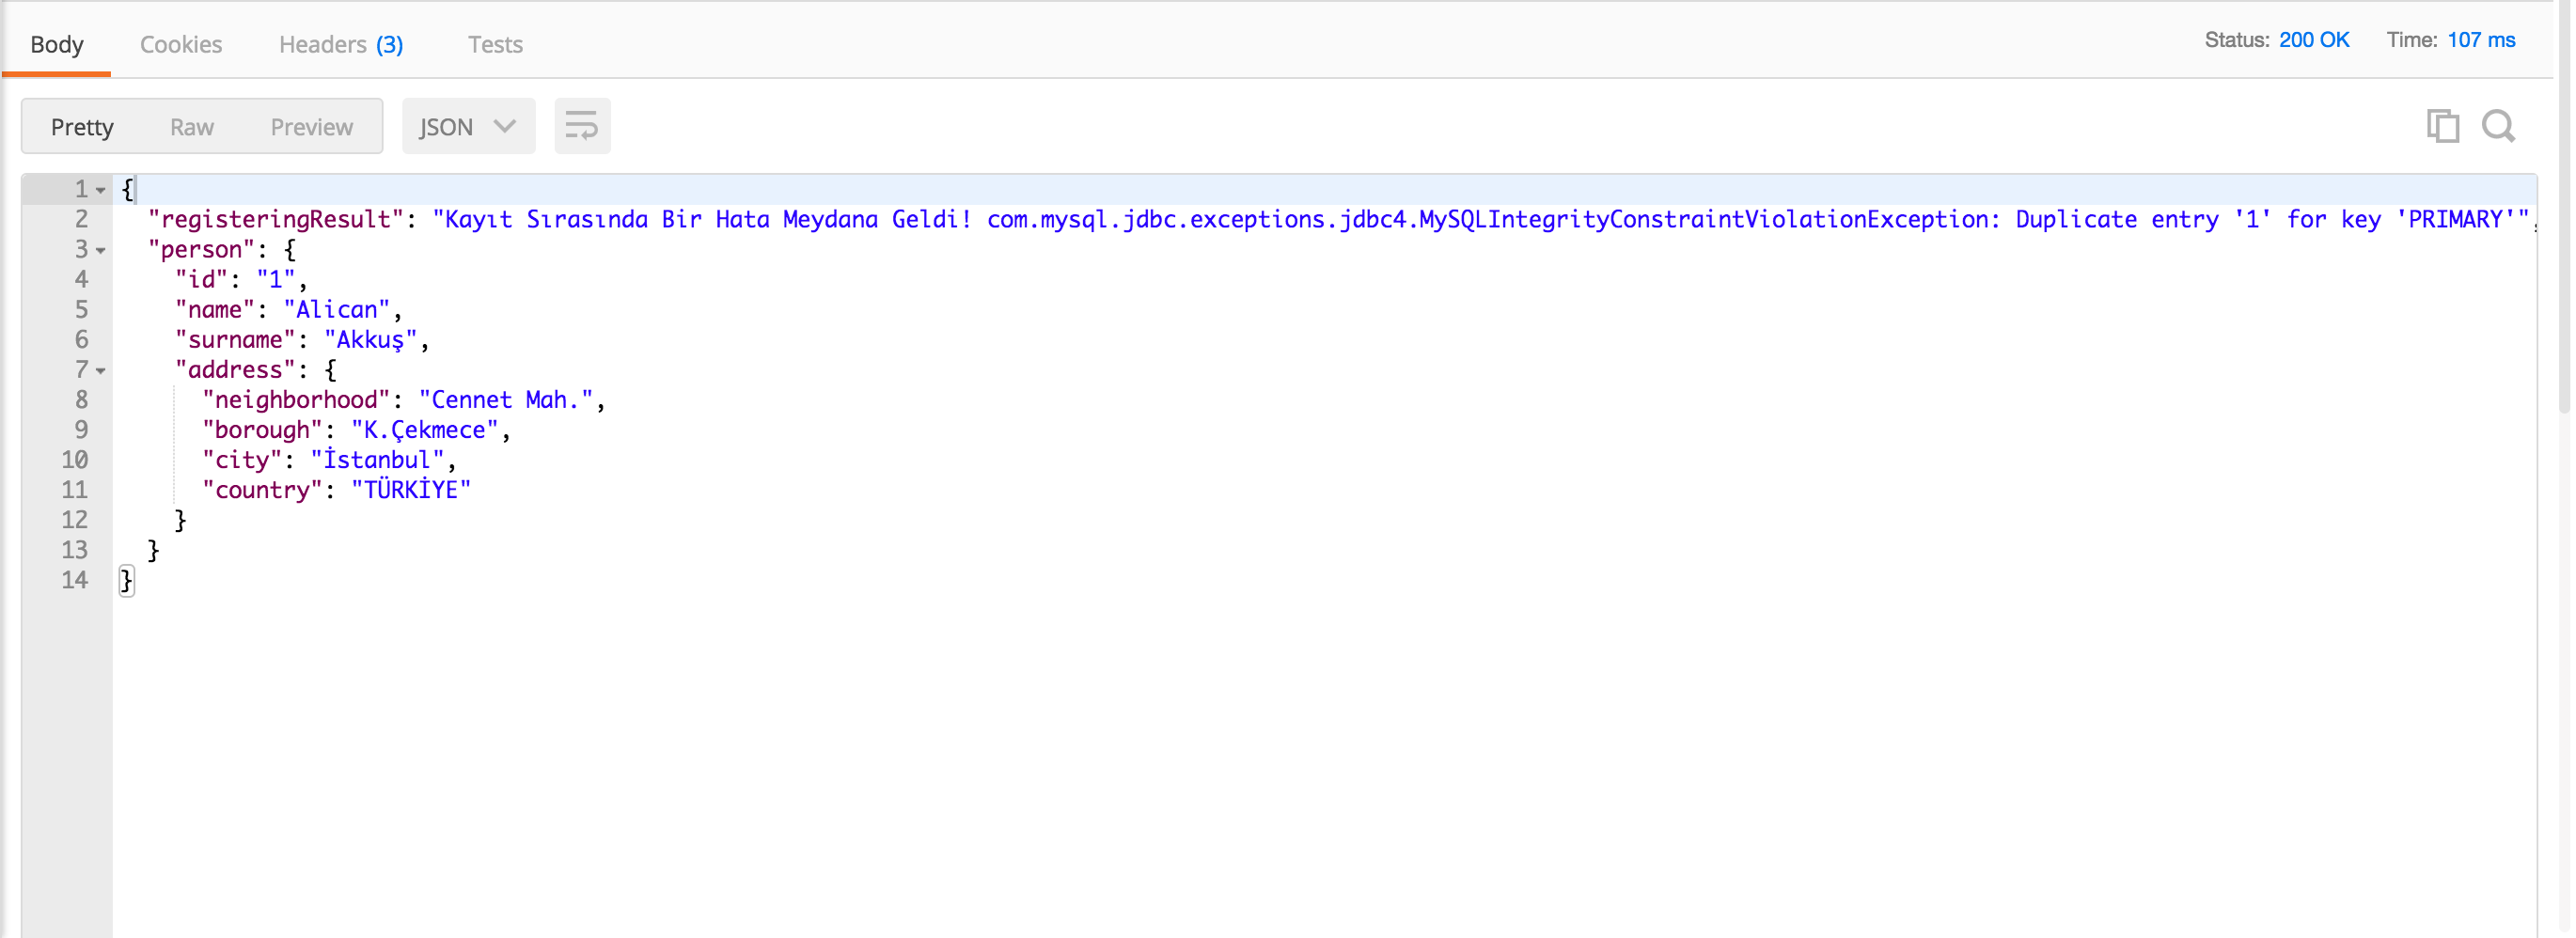 Body Cookies Headers (3) Tests Status: 200 OK Time: 107 ms
Pretty Raw Preview JSON
1 {
2 "registeringResult": "Kayıt Sırasında Bir Hata Meydana Geldi! com.mysql.jdbc.exceptions.jdbc4.MySQLIntegrityConstraintViolationException: Duplicate entry '1' for key 'PRIMARY'",
3 "person": {
4 "id": "1",
5 "name": "Alican",
6 "surname": "Akkuş",
7 "address": {
8 "neighborhood": "Cennet Mah.",
9 "borough": "K.Çekmece",
10 "city": "İstanbul",
11 "country": "TÜRKİYE"
12 }
13 }
14 }